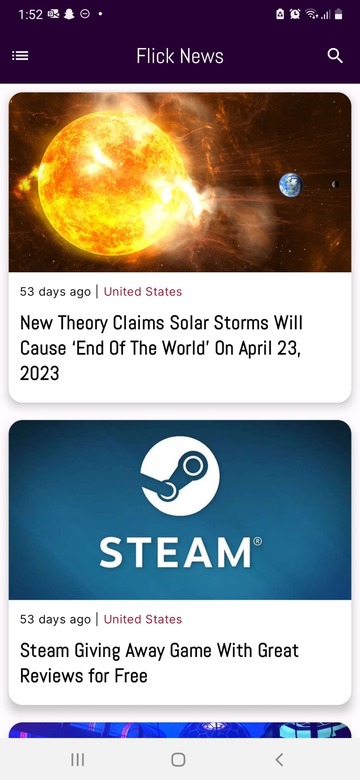 1:52
Flick News
53 days ago | United States
New Theory Claims Solar Storms Will
Cause ‘End Of The World’ On April 23,
2023
STEAM®
53 days ago | United States
Steam Giving Away Game With Great
Reviews for Free